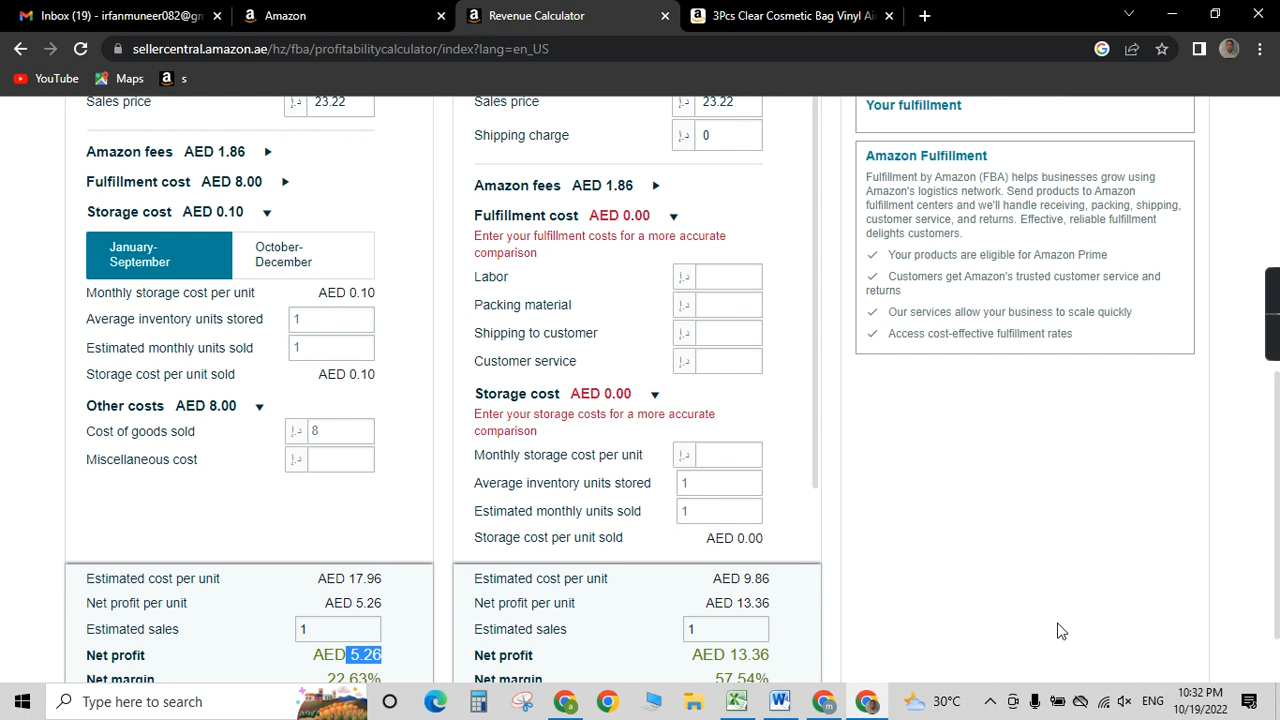 Inbox (19) - irfanmuneer082@gm
Amazon
Revenue Calculator
3Pcs Clear Cosmetic Bag Vinyl Air
sellercentral.amazon.ae/hz/fba/profitabilitycalculator/index?lang=en_US
YouTube
Maps
s
Sales price د.إ 23.22
Amazon fees AED 1.86
Fulfillment cost AED 8.00
Storage cost AED 0.10
January-
September
October-
December
Monthly storage cost per unit AED 0.10
Average inventory units stored 1
Estimated monthly units sold 1
Storage cost per unit sold AED 0.10
Other costs AED 8.00
Cost of goods sold د.إ 8
Miscellaneous cost د.إ
Estimated cost per unit AED 17.96
Net profit per unit AED 5.26
Estimated sales 1
Net profit AED 5.26
Net margin 22.63%
Sales price د.إ 23.22
Shipping charge د.إ 0
Amazon fees AED 1.86
Fulfillment cost AED 0.00
Enter your fulfillment costs for a more accurate
comparison
Labor د.إ
Packing material د.إ
Shipping to customer د.إ
Customer service د.إ
Storage cost AED 0.00
Enter your storage costs for a more accurate
comparison
Monthly storage cost per unit د.إ
Average inventory units stored 1
Estimated monthly units sold 1
Storage cost per unit sold AED 0.00
Estimated cost per unit AED 9.86
Net profit per unit AED 13.36
Estimated sales 1
Net profit AED 13.36
Net margin 57.54%
Your fulfillment
Amazon Fulfillment
Fulfillment by Amazon (FBA) helps businesses grow using
Amazon's logistics network. Send products to Amazon
fulfillment centers and we'll handle receiving, packing, shipping,
customer service, and returns. Effective, reliable fulfillment
delights customers.
Your products are eligible for Amazon Prime
Customers get Amazon's trusted customer service and
returns
Our services allow your business to scale quickly
Access cost-effective fulfillment rates
Type here to search
30°C
ENG
10:32 PM
10/19/2022